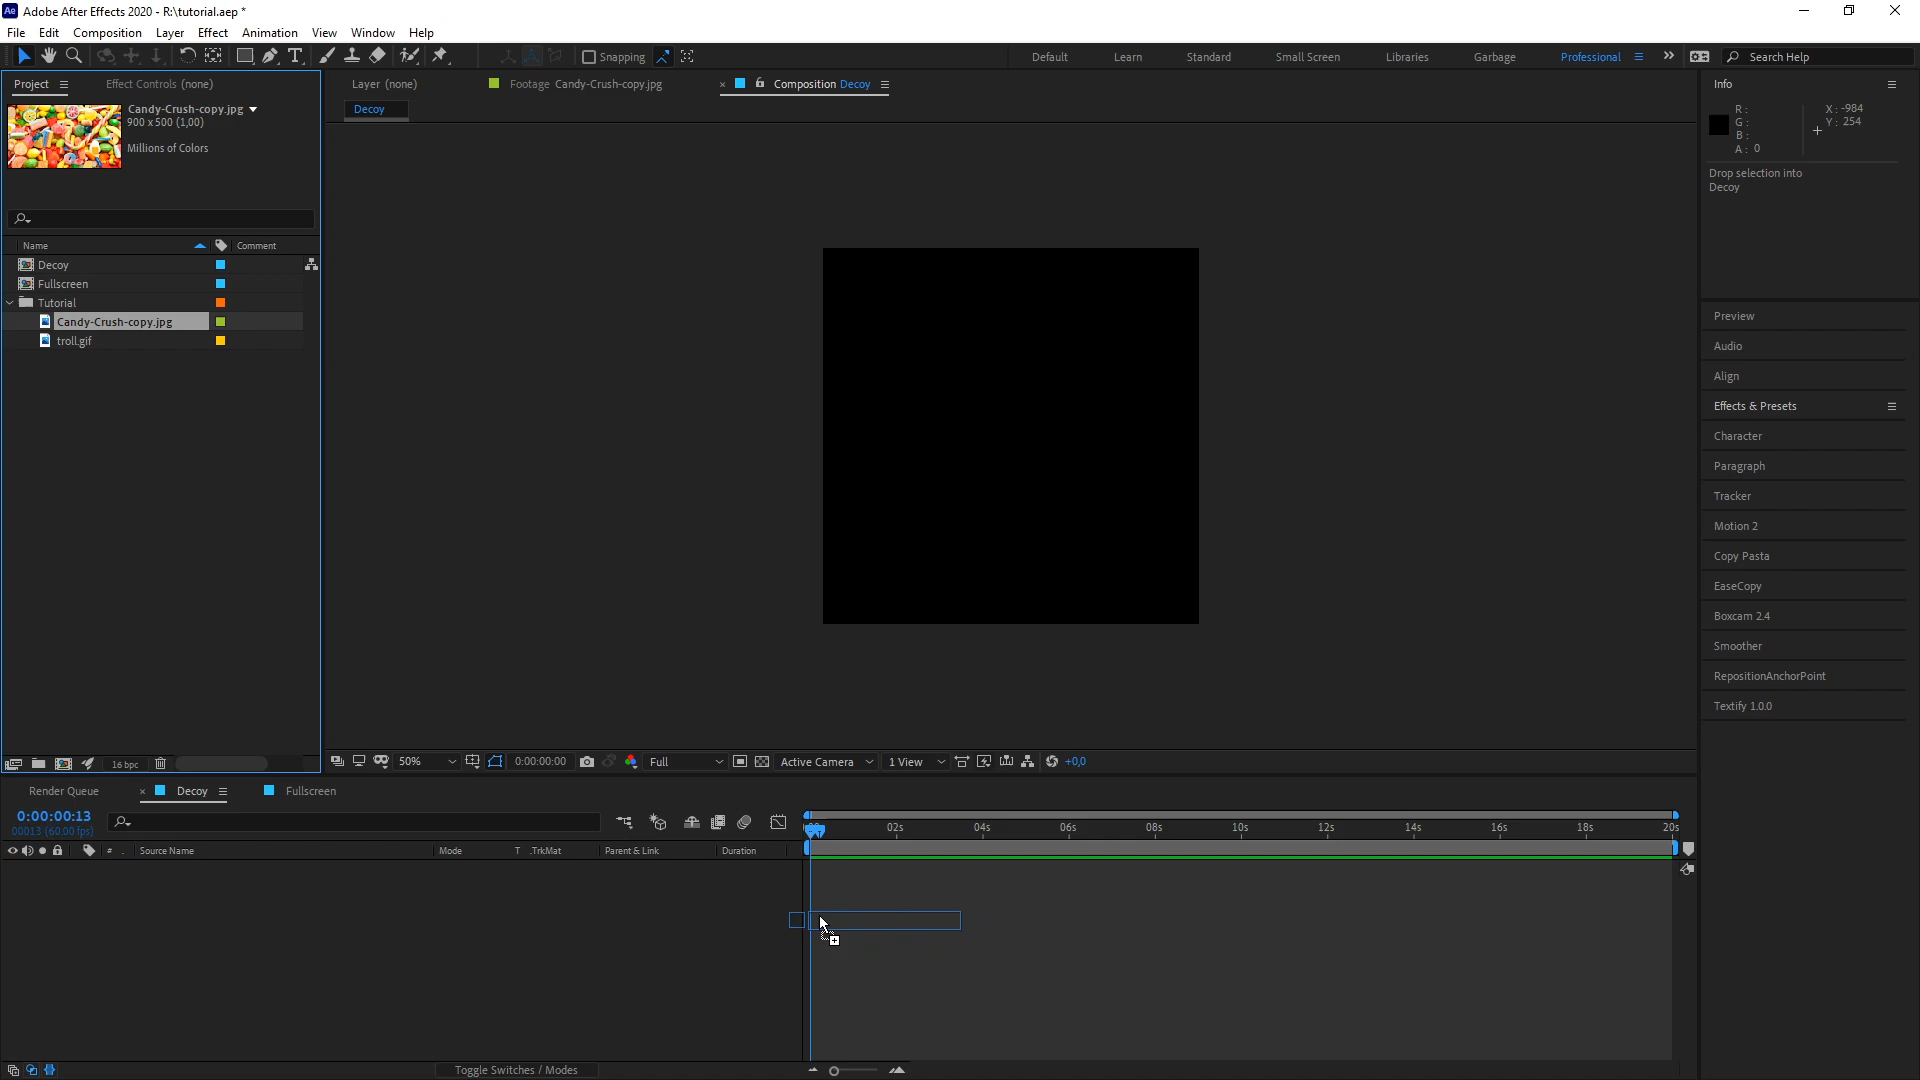 Ae Adobe After Effects 2020 - R:\tutorial.aep *
File Edit Composition Layer Effect Animation View Window Help
Snapping Default Learn Standard Small Screen Libraries Garbage Professional Search Help
Project Effect Controls (none) Layer (none) Footage Candy-Crush-copy.jpg Composition Decoy Info
Candy-Crush-copy.jpg
900 x 500 (1,00)
Millions of Colors
Decoy
R :
G :
B :
A : 0
X : -984
Y : 254
Drop selection into
Decoy
Name Comment
Decoy
Fullscreen
Tutorial
Candy-Crush-copy.jpg
troll.gif
Preview
Audio
Align
Effects & Presets
Character
Paragraph
Tracker
Motion 2
Copy Pasta
EaseCopy
Boxcam 2.4
Smoother
RepositionAnchorPoint
Textify 1.0.0
16 bpc 50% 0:00:00:00 Full Active Camera 1 View +0,0
Render Queue Decoy Fullscreen
0:00:00:13
00013 (60.00 fps)
02s 04s 06s 08s 10s 12s 14s 16s 18s 20s
# . Source Name Mode T .TrkMat Parent & Link Duration
Toggle Switches / Modes